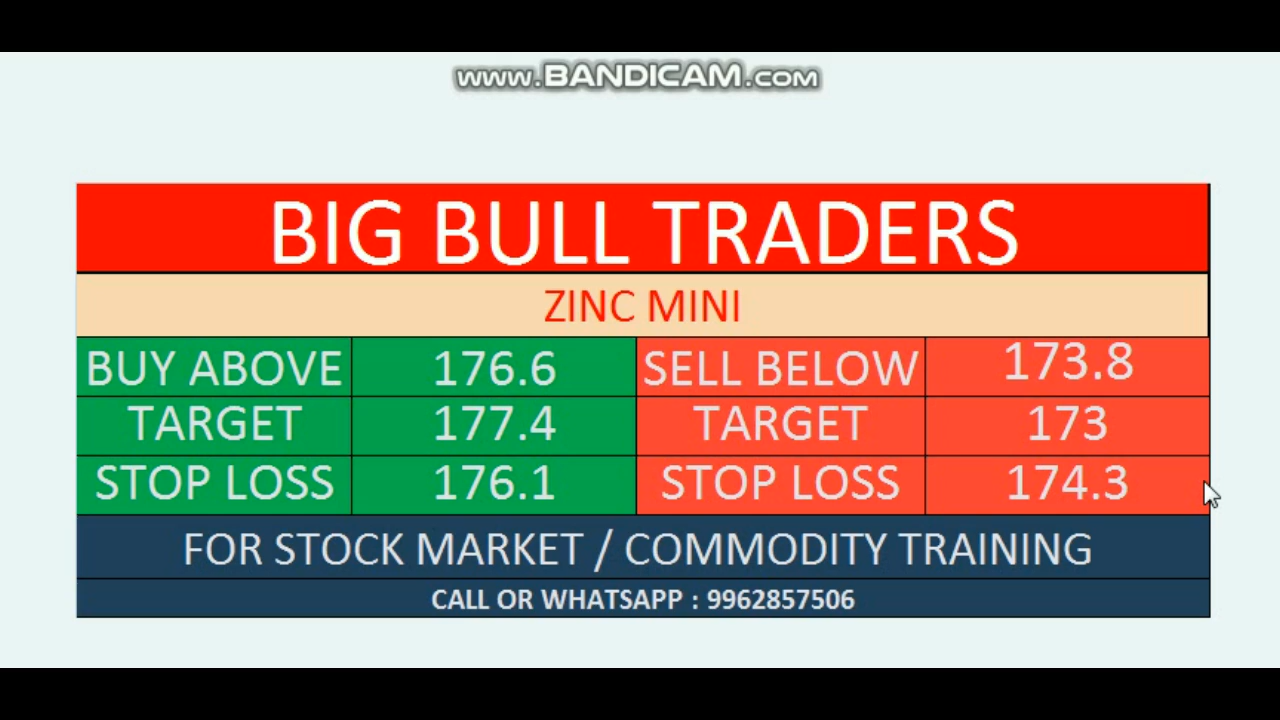 www.BANDICAM.com
BIG BULL TRADERS
ZINC MINI
BUY ABOVE 176.6 SELL BELOW 173.8
TARGET 177.4 TARGET 173
STOP LOSS 176.1 STOP LOSS 174.3
FOR STOCK MARKET / COMMODITY TRAINING
CALL OR WHATSAPP : 9962857506